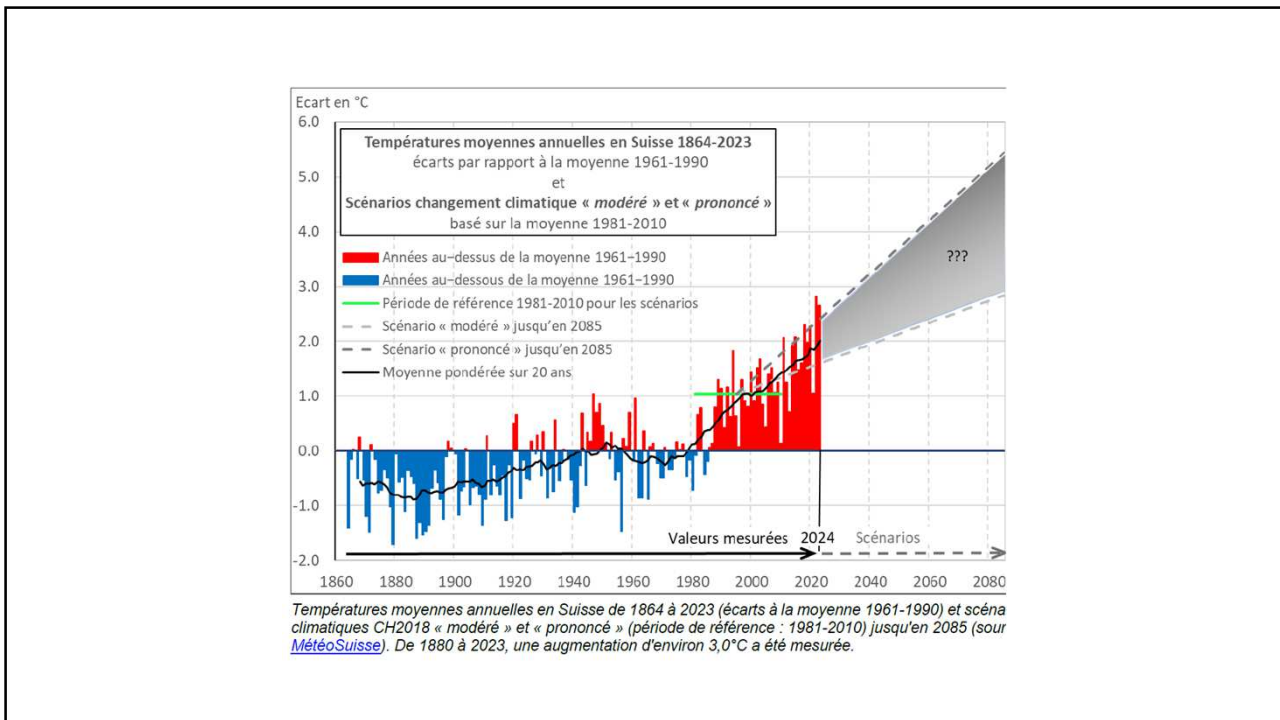 Ecart en °C
6.0
5.0
4.0
3.0
2.0
1.0
0.0
-1.0
-2.0
Températures moyennes annuelles en Suisse 1864-2023
écarts par rapport à la moyenne 1961-1990
et
Scénarios changement climatique « modéré » et « prononcé »
basé sur la moyenne 1981-2010
Années au-dessus de la moyenne 1961-1990
Années au-dessous de la moyenne 1961-1990
Période de référence 1981-2010 pour les scénarios
Scénario « modéré » jusqu'en 2085
Scénario « prononcé » jusqu'en 2085
Moyenne pondérée sur 20 ans
???
Valeurs mesurées 2024 Scénarios
1860 1880 1900 1920 1940 1960 1980 2000 2020 2040 2060 2080
Températures moyennes annuelles en Suisse de 1864 à 2023 (écarts à la moyenne 1961-1990) et scéna
climatiques CH2018 « modéré » et « prononcé » (période de référence : 1981-2010) jusqu'en 2085 (sour
MétéoSuisse). De 1880 à 2023, une augmentation d'environ 3,0°C a été mesurée.